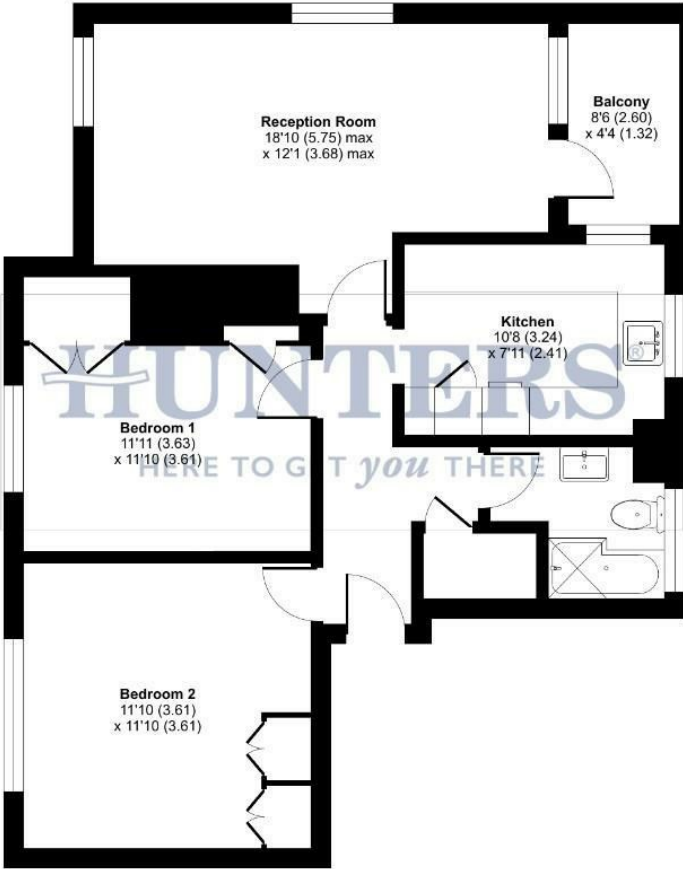 Reception Room
18'10 (5.75) max
x 12'1 (3.68) max
Balcony
8'6 (2.60)
x 4'4 (1.32)
Kitchen
10'8 (3.24)
x 7'11 (2.41)
HUNTERS®
HERE TO GET you THERE
Bedroom 1
11'11 (3.63)
x 11'10 (3.61)
Bedroom 2
11'10 (3.61)
x 11'10 (3.61)